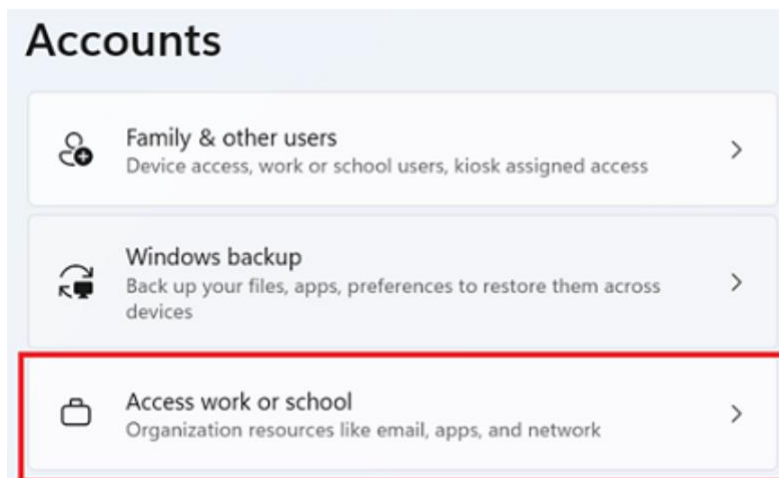 Accounts
Family & other users
Device access, work or school users, kiosk assigned access
Windows backup
Back up your files, apps, preferences to restore them across
devices
Access work or school
Organization resources like email, apps, and network